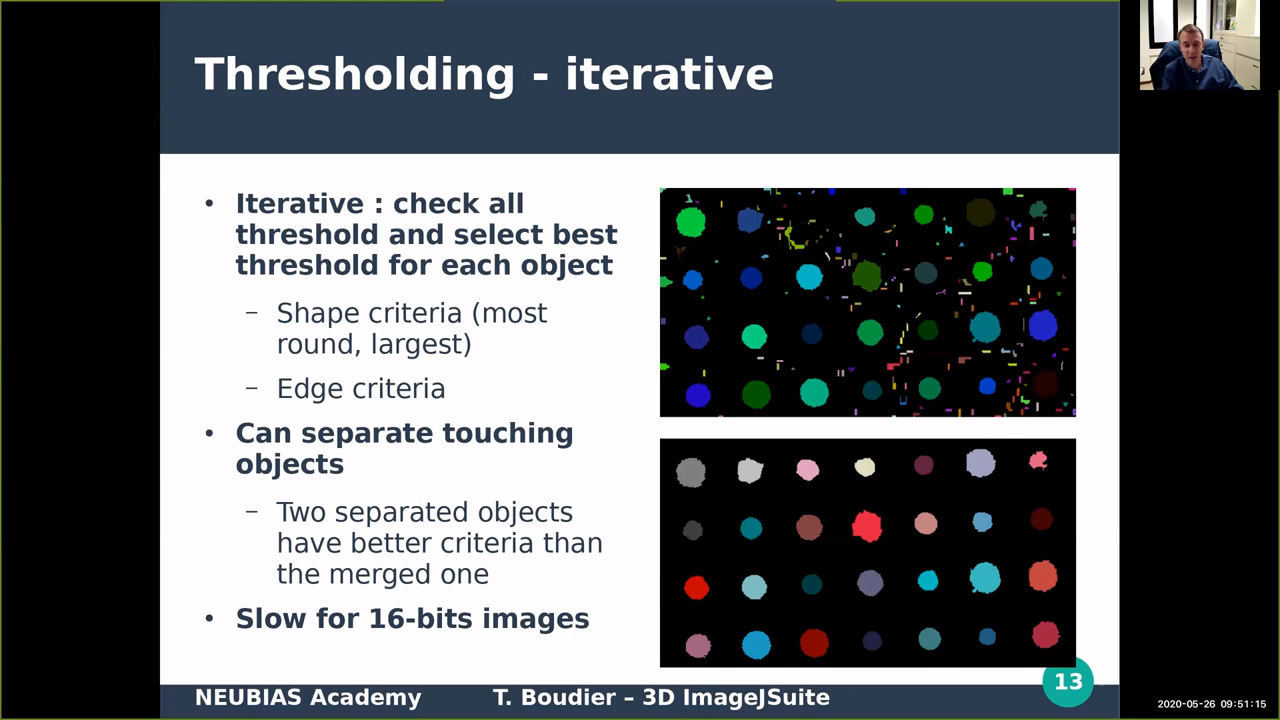 Thresholding - iterative
• Iterative : check all
threshold and select best
threshold for each object
– Shape criteria (most
round, largest)
– Edge criteria
• Can separate touching
objects
– Two separated objects
have better criteria than
the merged one
• Slow for 16-bits images
13
NEUBIAS Academy T. Boudier – 3D ImageJSuite
2020-05-26 09:51:15